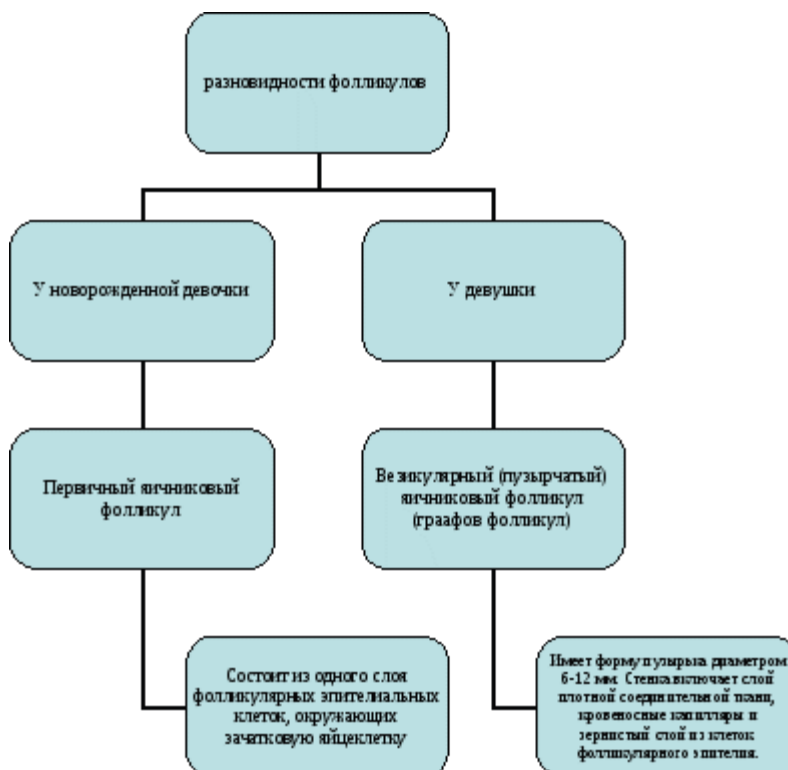 разновидности фолликулов
У новорожденной девочки
У девушки
Первичный яичниковый
фолликул
Везикулярный (пузырчатый)
яичниковый фолликул
(граафов фолликул)
Состоит из одного слоя
фолликулярных эпителиальных
клеток, окружающих
зачатковую яйцеклетку
Имеет форму пузырька диаметром
6-12 мм. Стенка включает слой
плотной соединительной ткани,
кровеносные капилляры и
зернистый слой из клеток
фолликулярного эпителия.